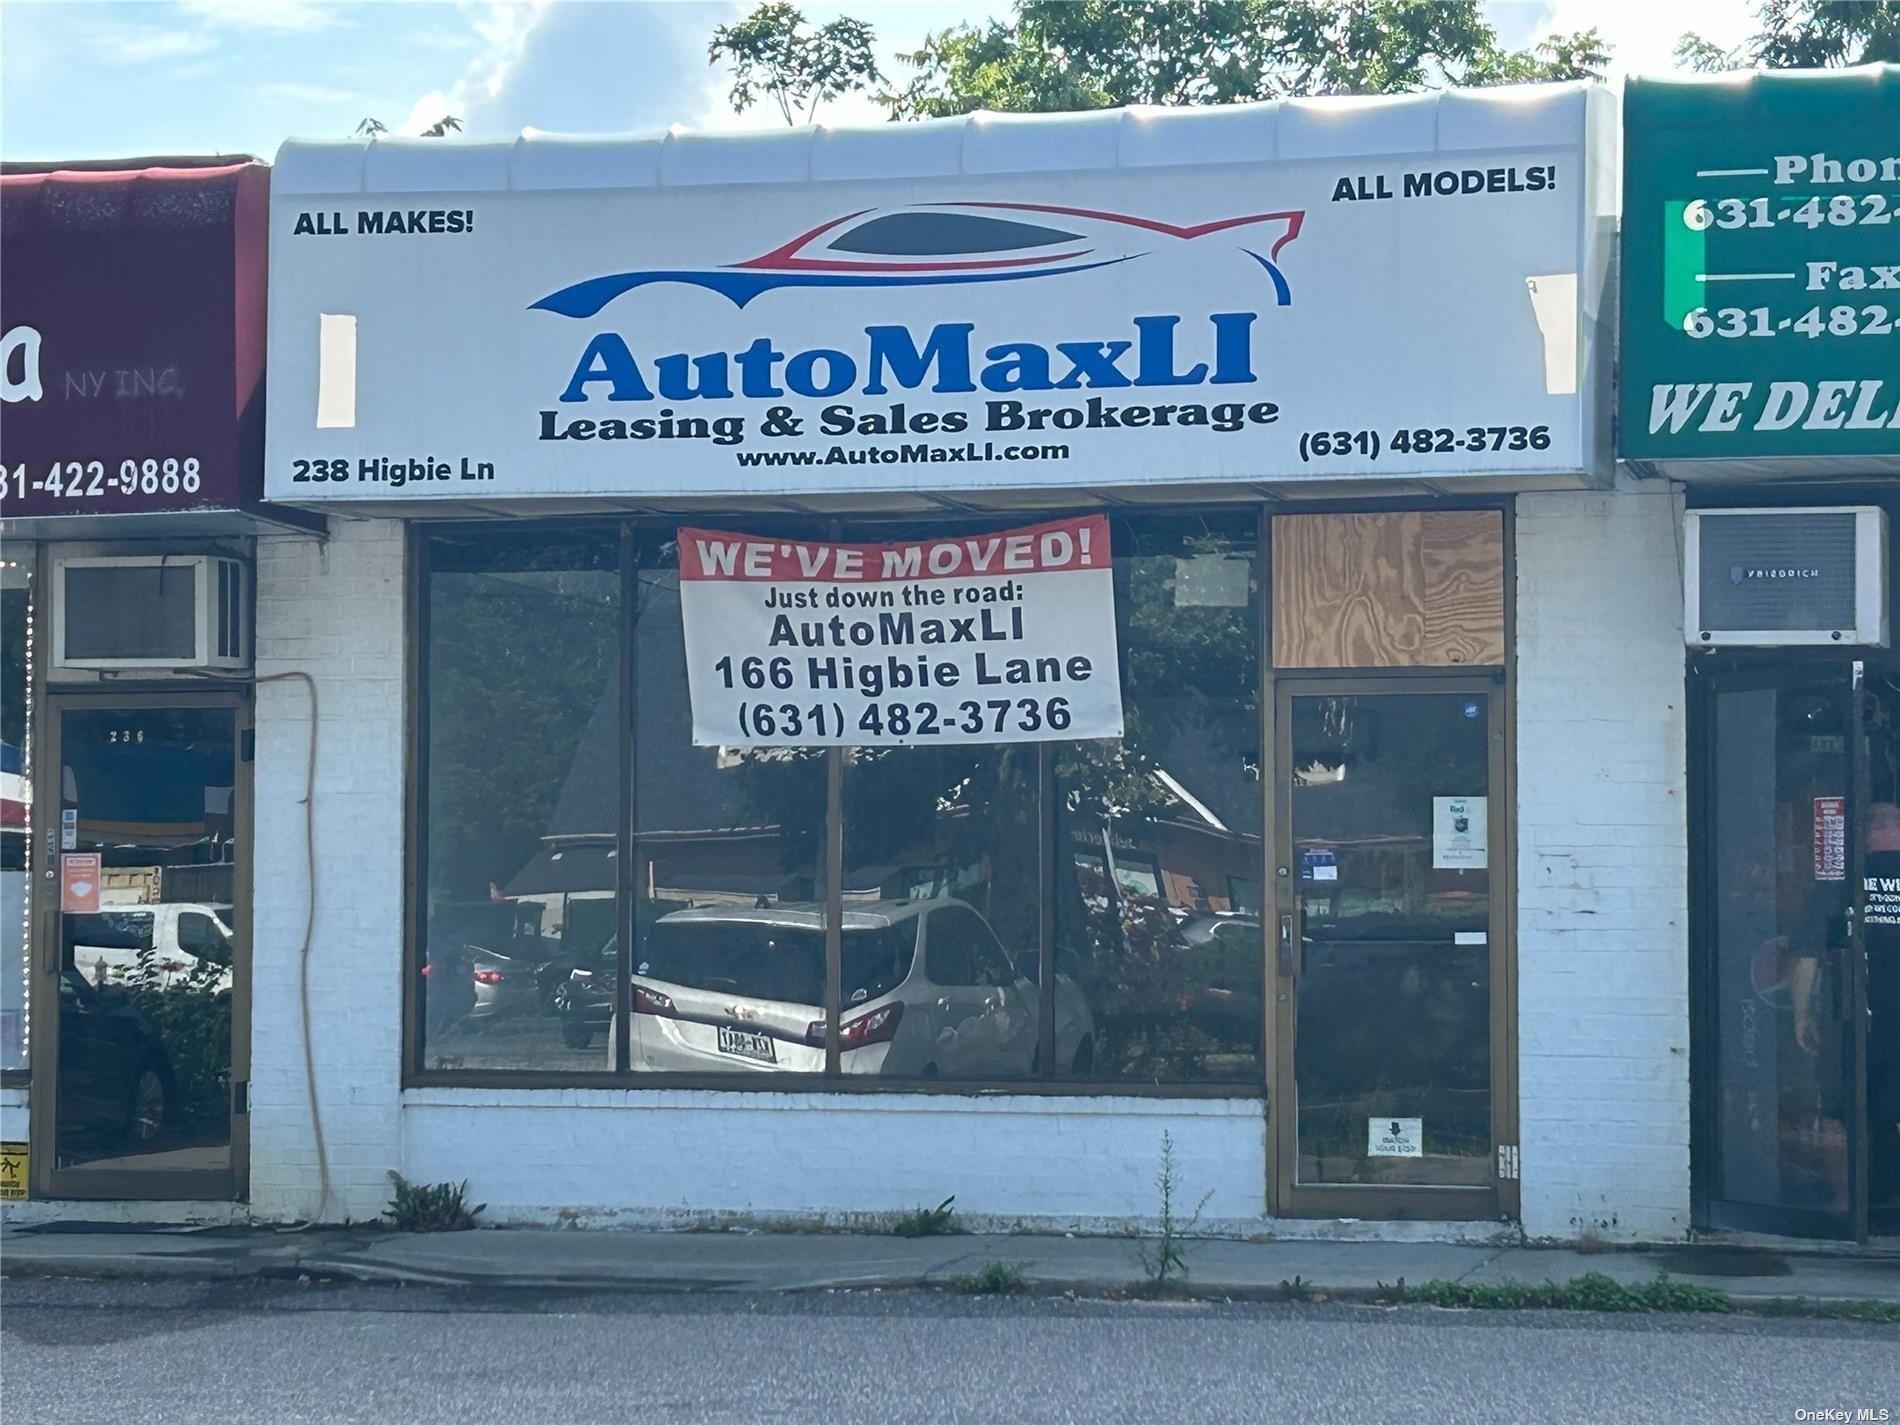 ALL MAKES!
ALL MODELS!
AutoMaxLI
Leasing & Sales Brokerage
www.AutoMaxLI.com
238 Higbie Ln
(631) 482-3736
WE'VE MOVED!
Just down the road:
AutoMaxLI
166 Higbie Lane
(631) 482-3736
a NY INC.
31-422-9888
236
Phon
631-482-
Fax
631-482-
WE DELI
FRIEDRICH
OneKey MLS